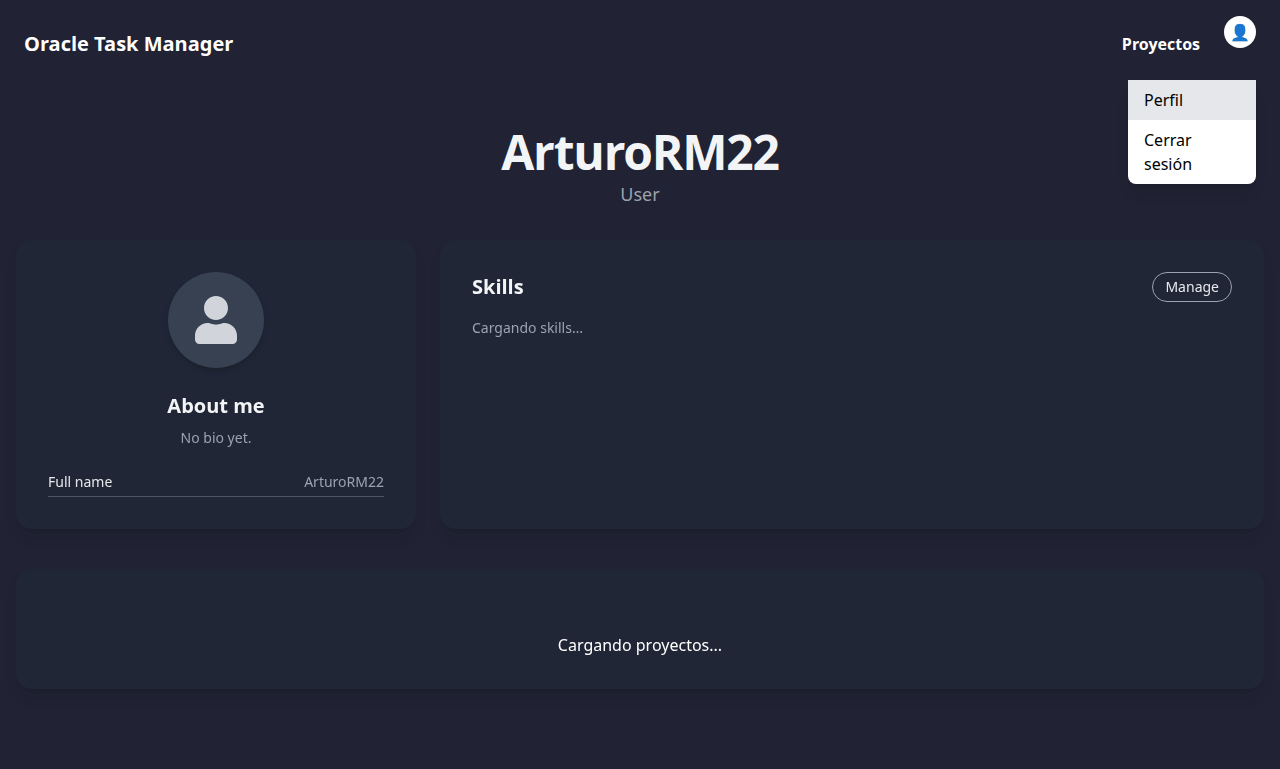 Oracle Task Manager
Proyectos
Perfil
Cerrar
sesión
ArturoRM22
User
About me
No bio yet.
Full name ArturoRM22
Skills
Manage
Cargando skills...
Cargando proyectos...